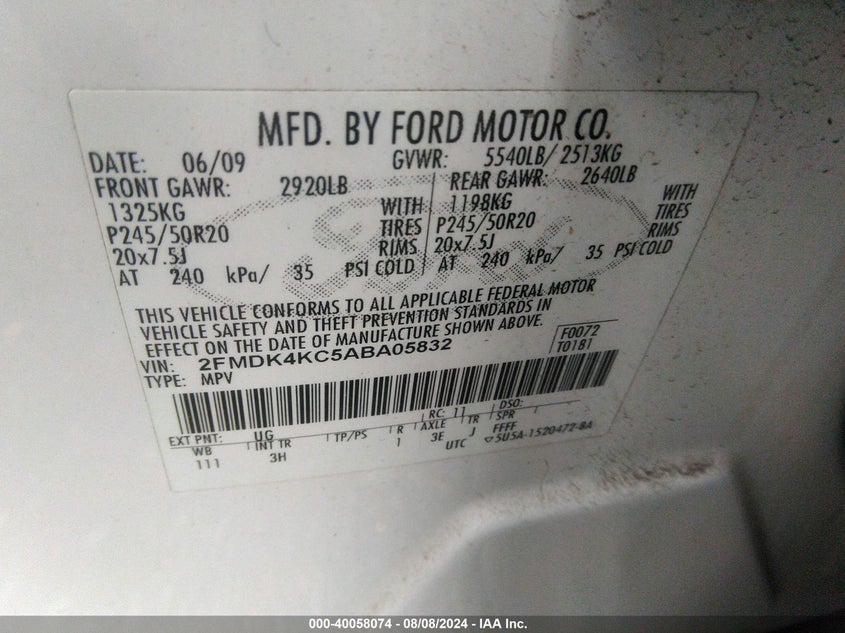 MFD. BY FORD MOTOR CO.
DATE: 06/09 GVWR: 5540LB/ 2513KG
FRONT GAWR: 2920LB REAR GAWR: 2640LB
1325KG WITH 1198KG WITH
P245/50R20 TIRES P245/50R20 TIRES
20x7.5J RIMS 20x7.5J RIMS
AT 240 kPa/ 35 PSI COLD AT 240 kPa/ 35 PSI COLD
THIS VEHICLE CONFORMS TO ALL APPLICABLE FEDERAL MOTOR
VEHICLE SAFETY AND THEFT PREVENTION STANDARDS IN
EFFECT ON THE DATE OF MANUFACTURE SHOWN ABOVE.
VIN: 2FMDK4KC5ABA05832 F0072
TYPE: MPV T0181
EXT PNT: UG RC: 11 DSO:
WB INT TR TP/PS R AXLE TR SPR
111 3H 1 3E J FFFF
UTC 5U5A-1520472-BA
000-40058074 - 08/08/2024 - IAA Inc.